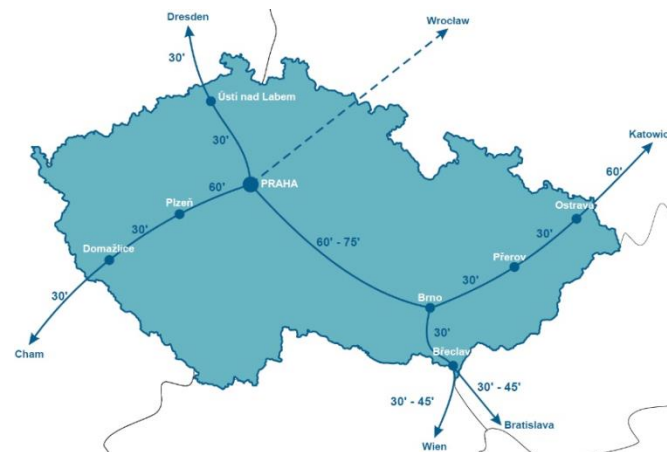 Dresden
Wrocław
30'
Ústí nad Labem
30'
Katowice
60'
60'
PRAHA
Plzeň
Ostrava
30'
30'
60' - 75'
Domažlice
Přerov
30'
30'
Brno
30'
Cham
Břeclav
30' - 45'
30' - 45'
Bratislava
Wien